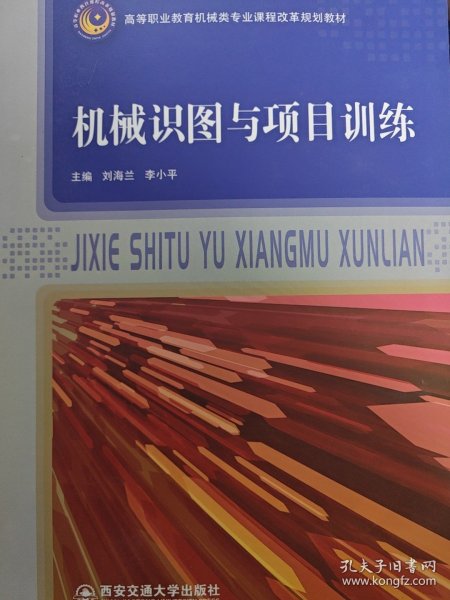 高等职业教育机械类专业课程改革规划教材
机械识图与项目训练
主编 刘海兰 李小平
JIXIE SHITU YU XIANGMU XUNLIAN
西安交通大学出版社
孔夫子旧书网
www.kongfz.com